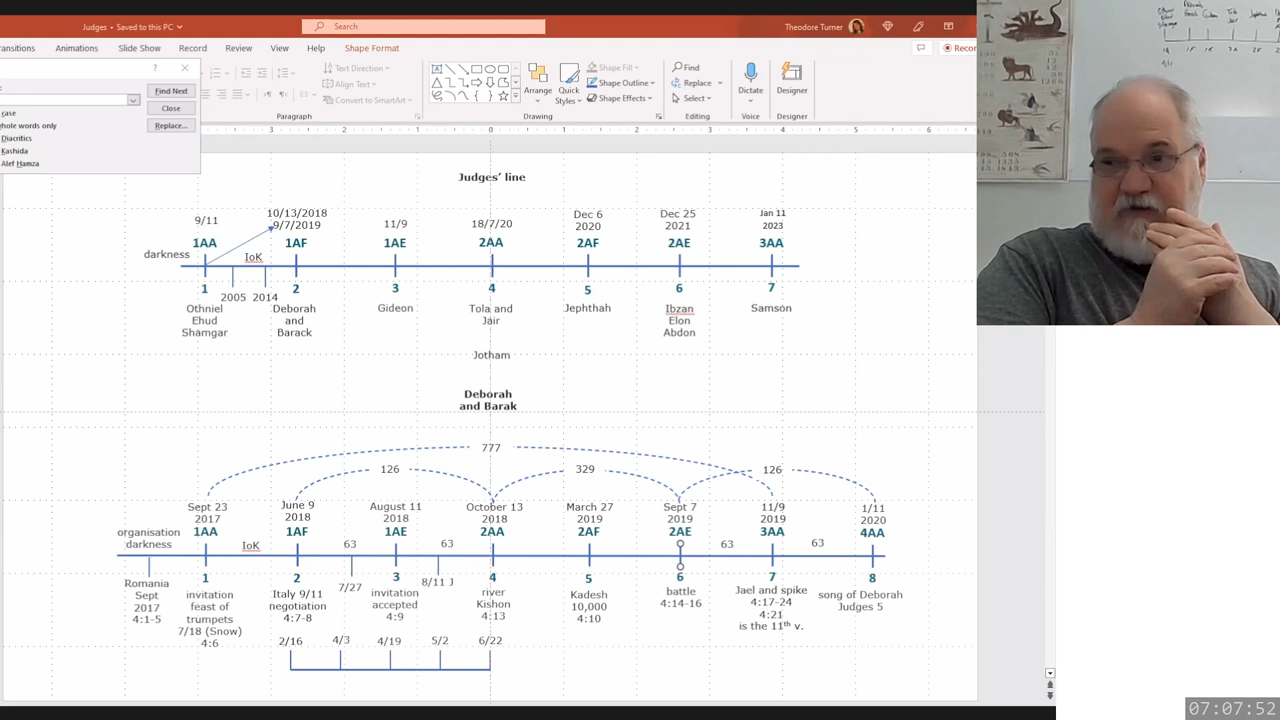 Judges • Saved to this PC
Search
Theodore Turner
Animations Slide Show Record Review View Help Shape Format
Find Next
Close
Replace...
whole words only
Diacritics
Kashida
Alef Hamza
Text Direction
Align Text
Convert to SmartArt
Paragraph
Arrange
Quick
Styles
Shape Fill
Shape Outline
Shape Effects
Drawing
Find
Replace
Select
Editing
Dictate
Voice
Designer
Designer
3 2 1 0 1 2 3 4 5 6
Judges' line
9/11
10/13/2018
9/7/2019
11/9
18/7/20
Dec 6
2020
Dec 25
2021
Jan 11
2023
1AA 1AF 1AE 2AA 2AF 2AE 3AA
darkness
IoK
1 2 3 4 5 6 7
2005 2014
Othniel
Ehud
Shamgar
Deborah
and
Barack
Gideon
Tola and
Jair
Jephthah
Ibzan
Elon
Abdon
Samson
Jotham
Deborah
and Barak
777
126 329 126
Sept 23
2017
June 9
2018
August 11
2018
October 13
2018
March 27
2019
Sept 7
2019
11/9
2019
1/11
2020
1AA 1AF 1AE 2AA 2AF 2AE 3AA 4AA
organisation
darkness
IoK 63 63 63 63
1 2 3 4 5 6 7 8
Romania
Sept
2017
4:1-5
invitation
feast of
trumpets
7/18 (Snow)
4:6
Italy 9/11
negotiation
4:7-8
7/27
invitation
accepted
4:9
8/11 J
river
Kishon
4:13
Kadesh
10,000
4:10
battle
4:14-16
Jael and spike
4:17-24
4:21
is the 11th v.
song of Deborah
Judges 5
2/16 4/3 4/19 5/2 6/22
07:07:52